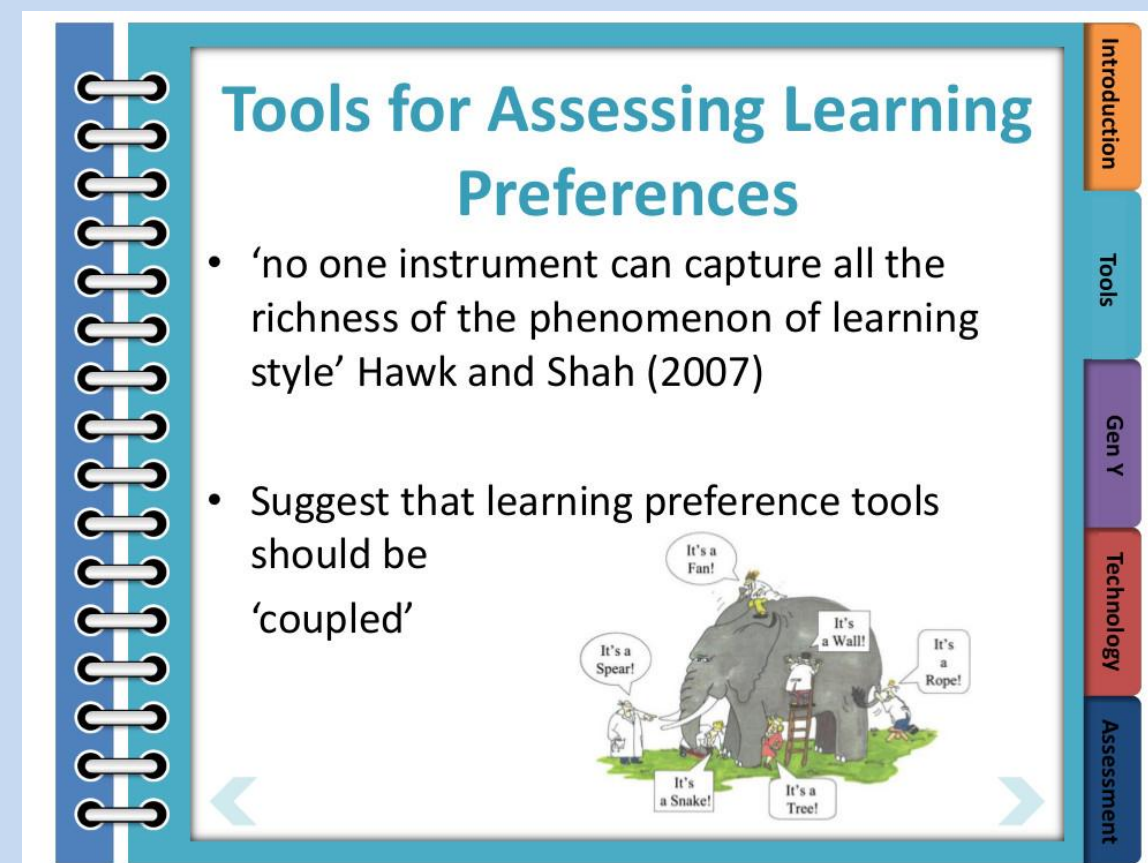 Tools for Assessing Learning
Preferences
• ‘no one instrument can capture all the
richness of the phenomenon of learning
style’ Hawk and Shah (2007)
• Suggest that learning preference tools
should be
‘coupled’
It's a
Fan!
It's
a Wall!
It's
a
Rope!
It's a
Spear!
It's
a Snake!
It's a
Tree!
Introduction
Tools
Gen Y
Technology
Assessment